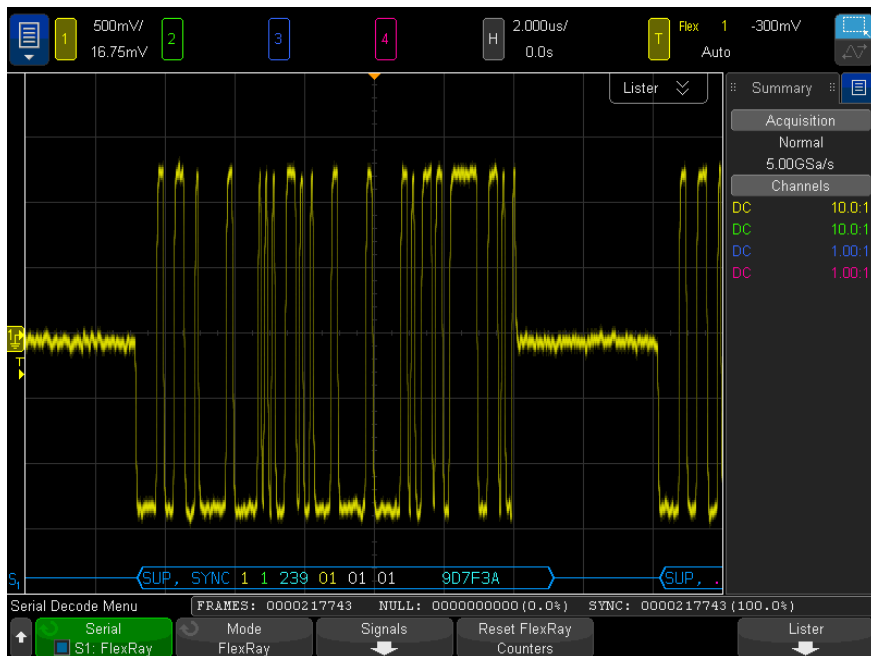 1 500mV/ 16.75mV 2 3 4 H 2.000us/ 0.0s T Flex 1 -300mV Auto
Lister
Summary
Acquisition
Normal
5.00GSa/s
Channels
DC 10.0:1
DC 10.0:1
DC 1.00:1
DC 1.00:1
1
T
S1 SUP, SYNC 1 1 239 01 01 01 9D7F3A SUP, .
Serial Decode Menu FRAMES: 0000217743 NULL: 0000000000(0.0%) SYNC: 0000217743(100.0%)
Serial Mode Signals Reset FlexRay Lister
S1: FlexRay FlexRay Counters